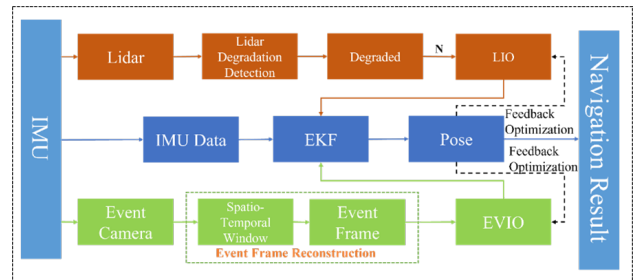 IMU
Lidar
Lidar
Degradation
Detection
Degraded
N
LIO
Feedback
Optimization
IMU Data
EKF
Pose
Feedback
Optimization
Event
Camera
Spatio-
Temporal
Window
Event
Frame
EVIO
Event Frame Reconstruction
Navigation Result